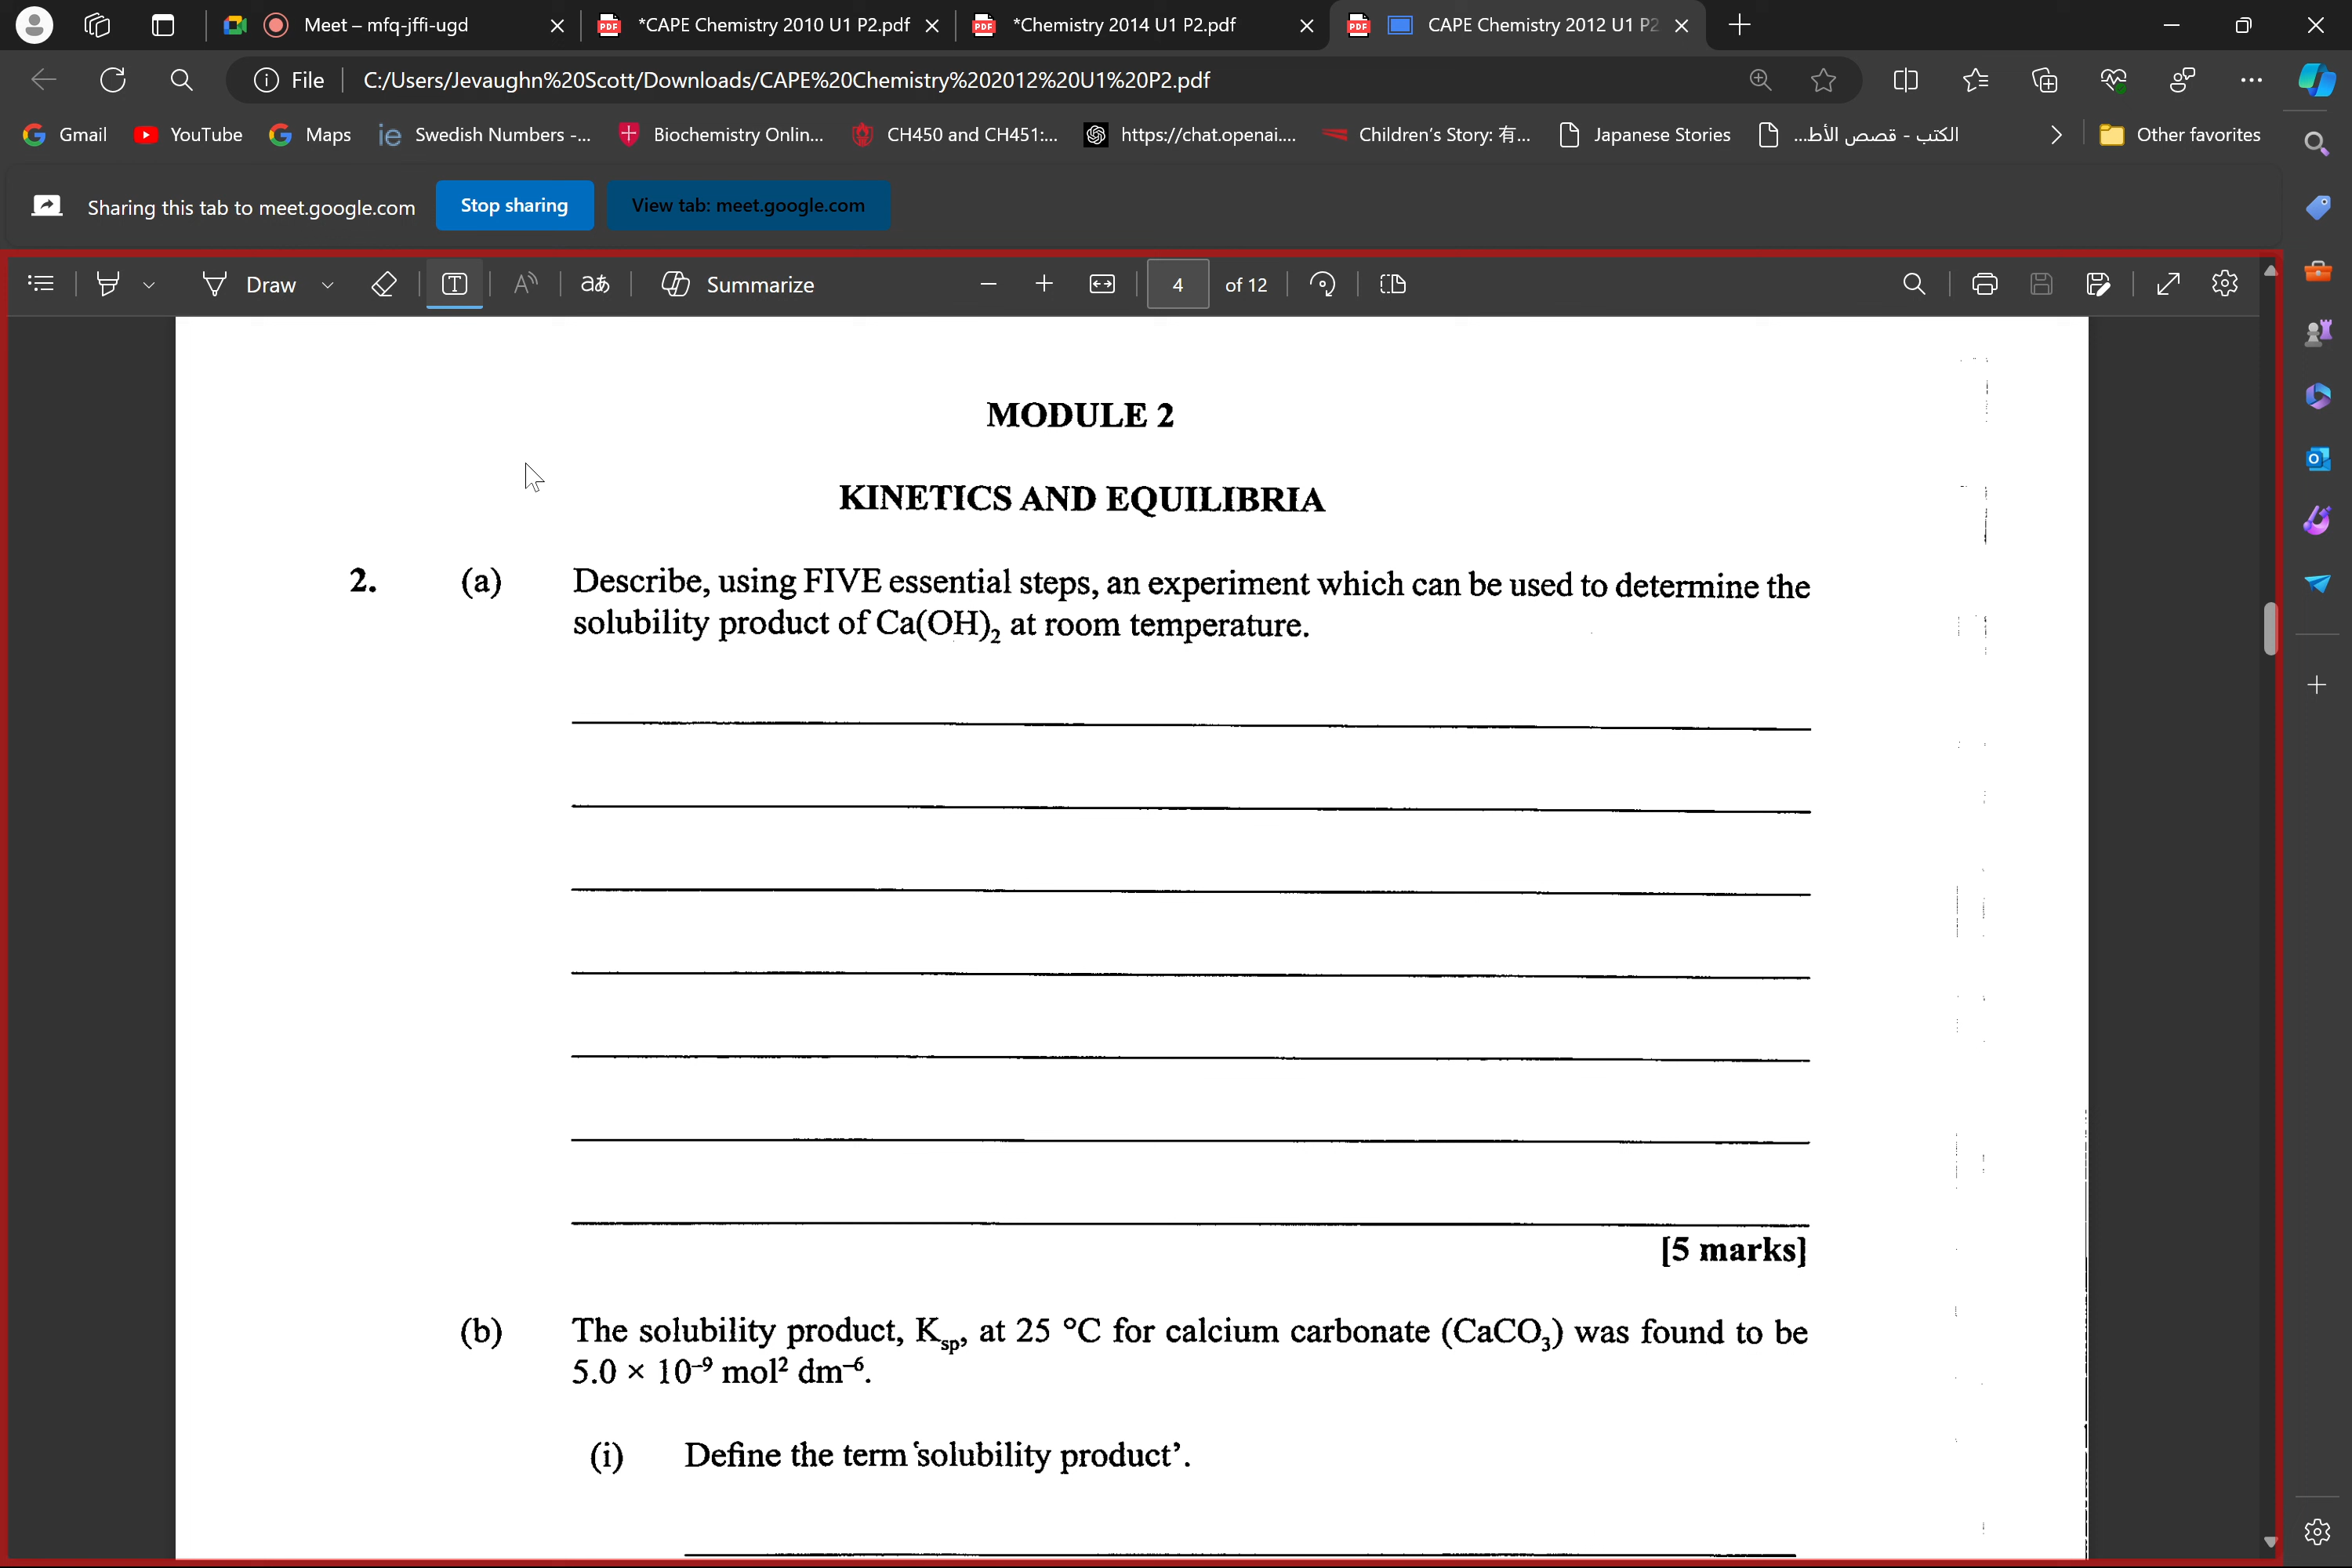 Meet – mfq-jffi-ugd
*CAPE Chemistry 2010 U1 P2.pdf
*Chemistry 2014 U1 P2.pdf
CAPE Chemistry 2012 U1 P2
File
C:/Users/Jevaughn%20Scott/Downloads/CAPE%20Chemistry%202012%20U1%20P2.pdf
Gmail
YouTube
Maps
Swedish Numbers -...
Biochemistry Onlin...
CH450 and CH451:...
https://chat.openai....
Children's Story: 有...
Japanese Stories
الكتب - قصص الأط...
Other favorites
Sharing this tab to meet.google.com
Stop sharing
View tab: meet.google.com
Draw
aあ
Summarize
4
of 12
MODULE 2
KINETICS AND EQUILIBRIA
2. (a) Describe, using FIVE essential steps, an experiment which can be used to determine the
solubility product of Ca(OH)₂ at room temperature.
[5 marks]
(b) The solubility product, Kₛₚ, at 25 °C for calcium carbonate (CaCO₃) was found to be
5.0 × 10⁻⁹ mol² dm⁻⁶.
(i) Define the term 'solubility product'.